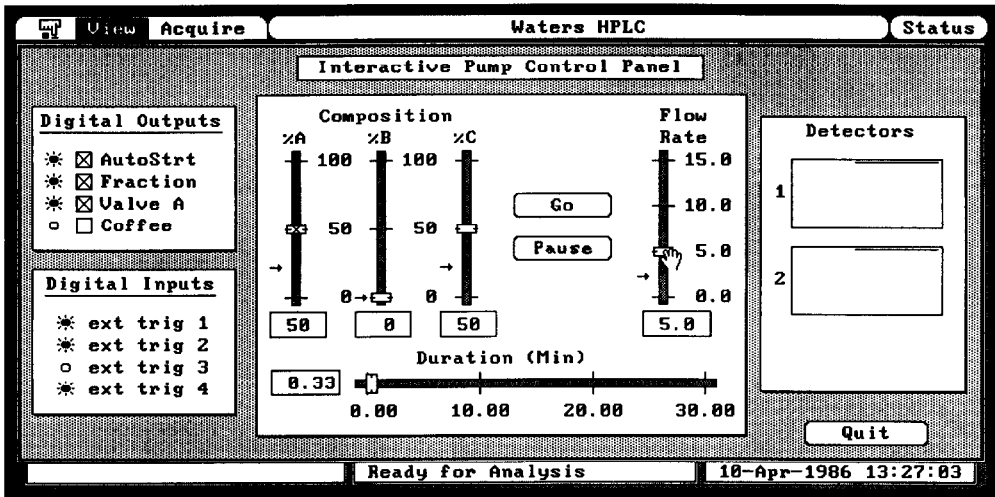 View Acquire Waters HPLC Status
Interactive Pump Control Panel
Digital Outputs
AutoStrt
Fraction
Valve A
Coffee
Digital Inputs
ext trig 1
ext trig 2
ext trig 3
ext trig 4
Composition
%A %B %C
100 100
50 50
0 0
50 0 50
Go
Pause
Flow
Rate
15.0
10.0
5.0
0.0
5.0
Duration (Min)
0.33
0.00 10.00 20.00 30.00
Detectors
1
2
Quit
Ready for Analysis 10-Apr-1986 13:27:03